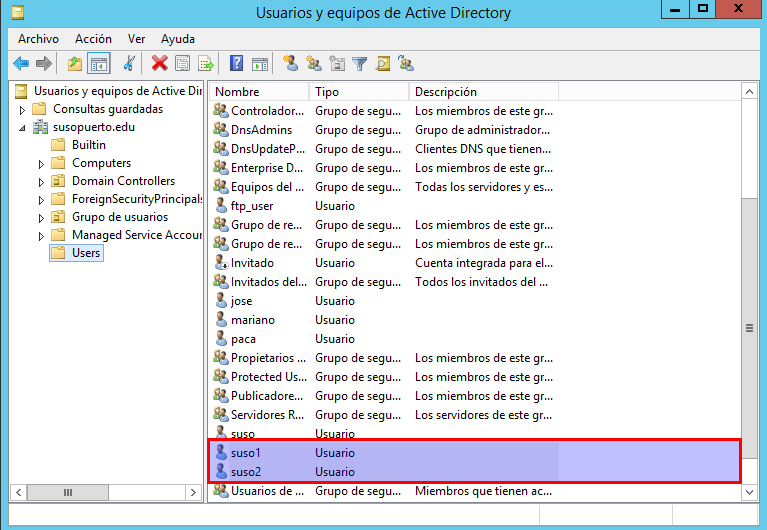 Usuarios y equipos de Active Directory
Archivo Acción Ver Ayuda
Usuarios y equipos de Active Dir
Consultas guardadas
susopuerto.edu
Builtin
Computers
Domain Controllers
ForeignSecurityPrincipals
Grupo de usuarios
Managed Service Accour
Users
Nombre Tipo Descripción
Controlador... Grupo de segu... Los miembros de este gr...
DnsAdmins Grupo de segu... Grupo de administrador...
DnsUpdateP... Grupo de segu... Clientes DNS que tienen...
Enterprise D... Grupo de segu... Los miembros de este gr...
Equipos del ... Grupo de segu... Todas los servidores y es...
ftp_user Usuario
Grupo de re... Grupo de segu... Los miembros de este gr...
Grupo de re... Grupo de segu... Los miembros de este gr...
Invitado Usuario Cuenta integrada para el...
Invitados del... Grupo de segu... Todos los invitados del ...
jose Usuario
mariano Usuario
paca Usuario
Propietarios ... Grupo de segu... Los miembros de este gr...
Protected Us... Grupo de segu... Los miembros de este gr...
Publicadore... Grupo de segu... Los miembros de este gr...
Servidores R... Grupo de segu... Los servidores de este gr...
suso Usuario
suso1 Usuario
suso2 Usuario
Usuarios de ... Grupo de segu... Miembros que tienen ac...